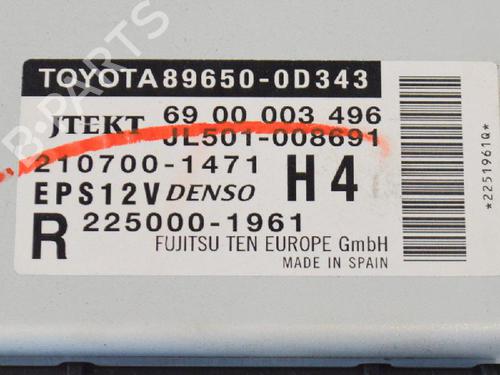 TOYOTA 89650-0D343
JTEKT 69 00 003 496
JL501-008691
210700-1471
EPS12V DENSO H4
R 225000-1961
FUJITSU TEN EUROPE GmbH
MADE IN SPAIN
*2251961Q*
B-PARTS